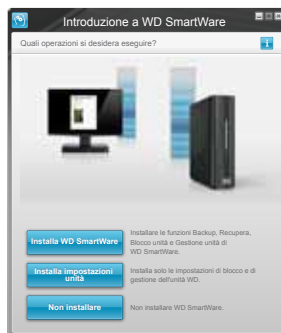 Introduzione a WD SmartWare
Quali operazioni si desidera eseguire?
Installa WD SmartWare
Installare le funzioni Backup, Recupera,
Blocco unità e Gestione unità di
WD SmartWare.
Installa impostazioni
unità
Installa solo le impostazioni di blocco e di
gestione dell'unità WD.
Non installare
Non installare WD SmartWare.